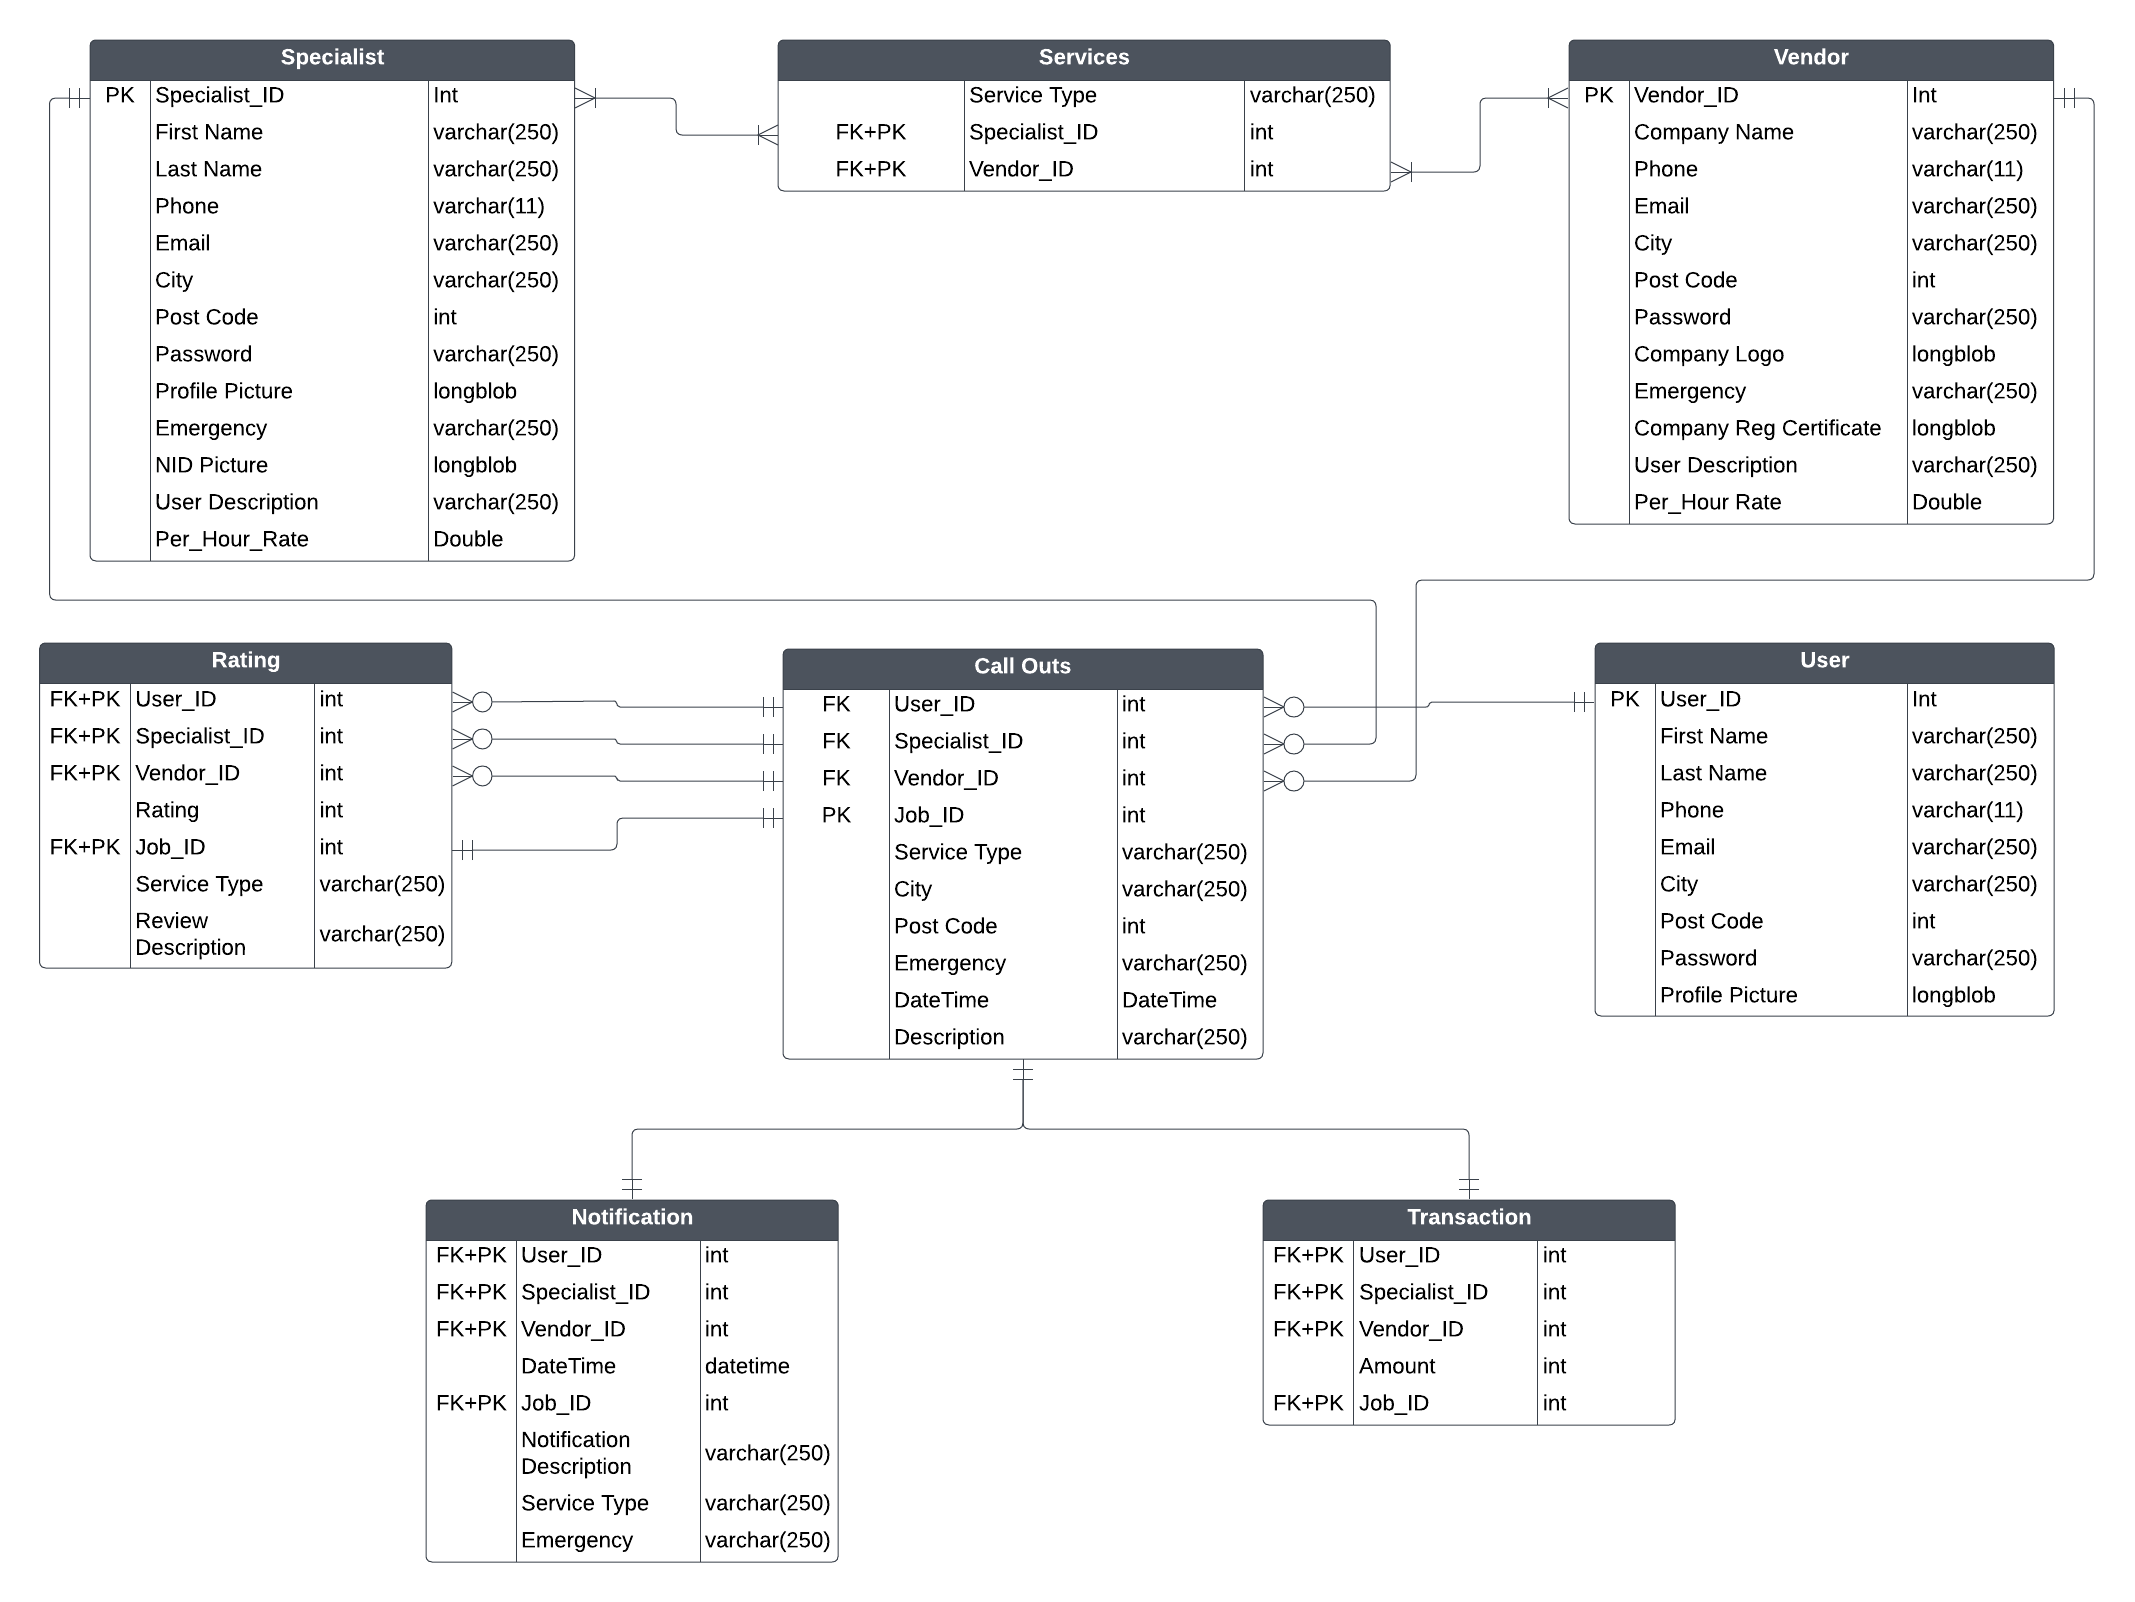 Specialist
PK Specialist_ID Int
First Name varchar(250)
Last Name varchar(250)
Phone varchar(11)
Email varchar(250)
City varchar(250)
Post Code int
Password varchar(250)
Profile Picture longblob
Emergency varchar(250)
NID Picture longblob
User Description varchar(250)
Per_Hour_Rate Double
Services
Service Type varchar(250)
FK+PK Specialist_ID int
FK+PK Vendor_ID int
Vendor
PK Vendor_ID Int
Company Name varchar(250)
Phone varchar(11)
Email varchar(250)
City varchar(250)
Post Code int
Password varchar(250)
Company Logo longblob
Emergency varchar(250)
Company Reg Certificate longblob
User Description varchar(250)
Per_Hour Rate Double
Rating
FK+PK User_ID int
FK+PK Specialist_ID int
FK+PK Vendor_ID int
Rating int
FK+PK Job_ID int
Service Type varchar(250)
Review
Description varchar(250)
Call Outs
FK User_ID int
FK Specialist_ID int
FK Vendor_ID int
PK Job_ID int
Service Type varchar(250)
City varchar(250)
Post Code int
Emergency varchar(250)
DateTime DateTime
Description varchar(250)
User
PK User_ID Int
First Name varchar(250)
Last Name varchar(250)
Phone varchar(11)
Email varchar(250)
City varchar(250)
Post Code int
Password varchar(250)
Profile Picture longblob
Notification
FK+PK User_ID int
FK+PK Specialist_ID int
FK+PK Vendor_ID int
DateTime datetime
FK+PK Job_ID int
Notification
Description varchar(250)
Service Type varchar(250)
Emergency varchar(250)
Transaction
FK+PK User_ID int
FK+PK Specialist_ID int
FK+PK Vendor_ID int
Amount int
FK+PK Job_ID int